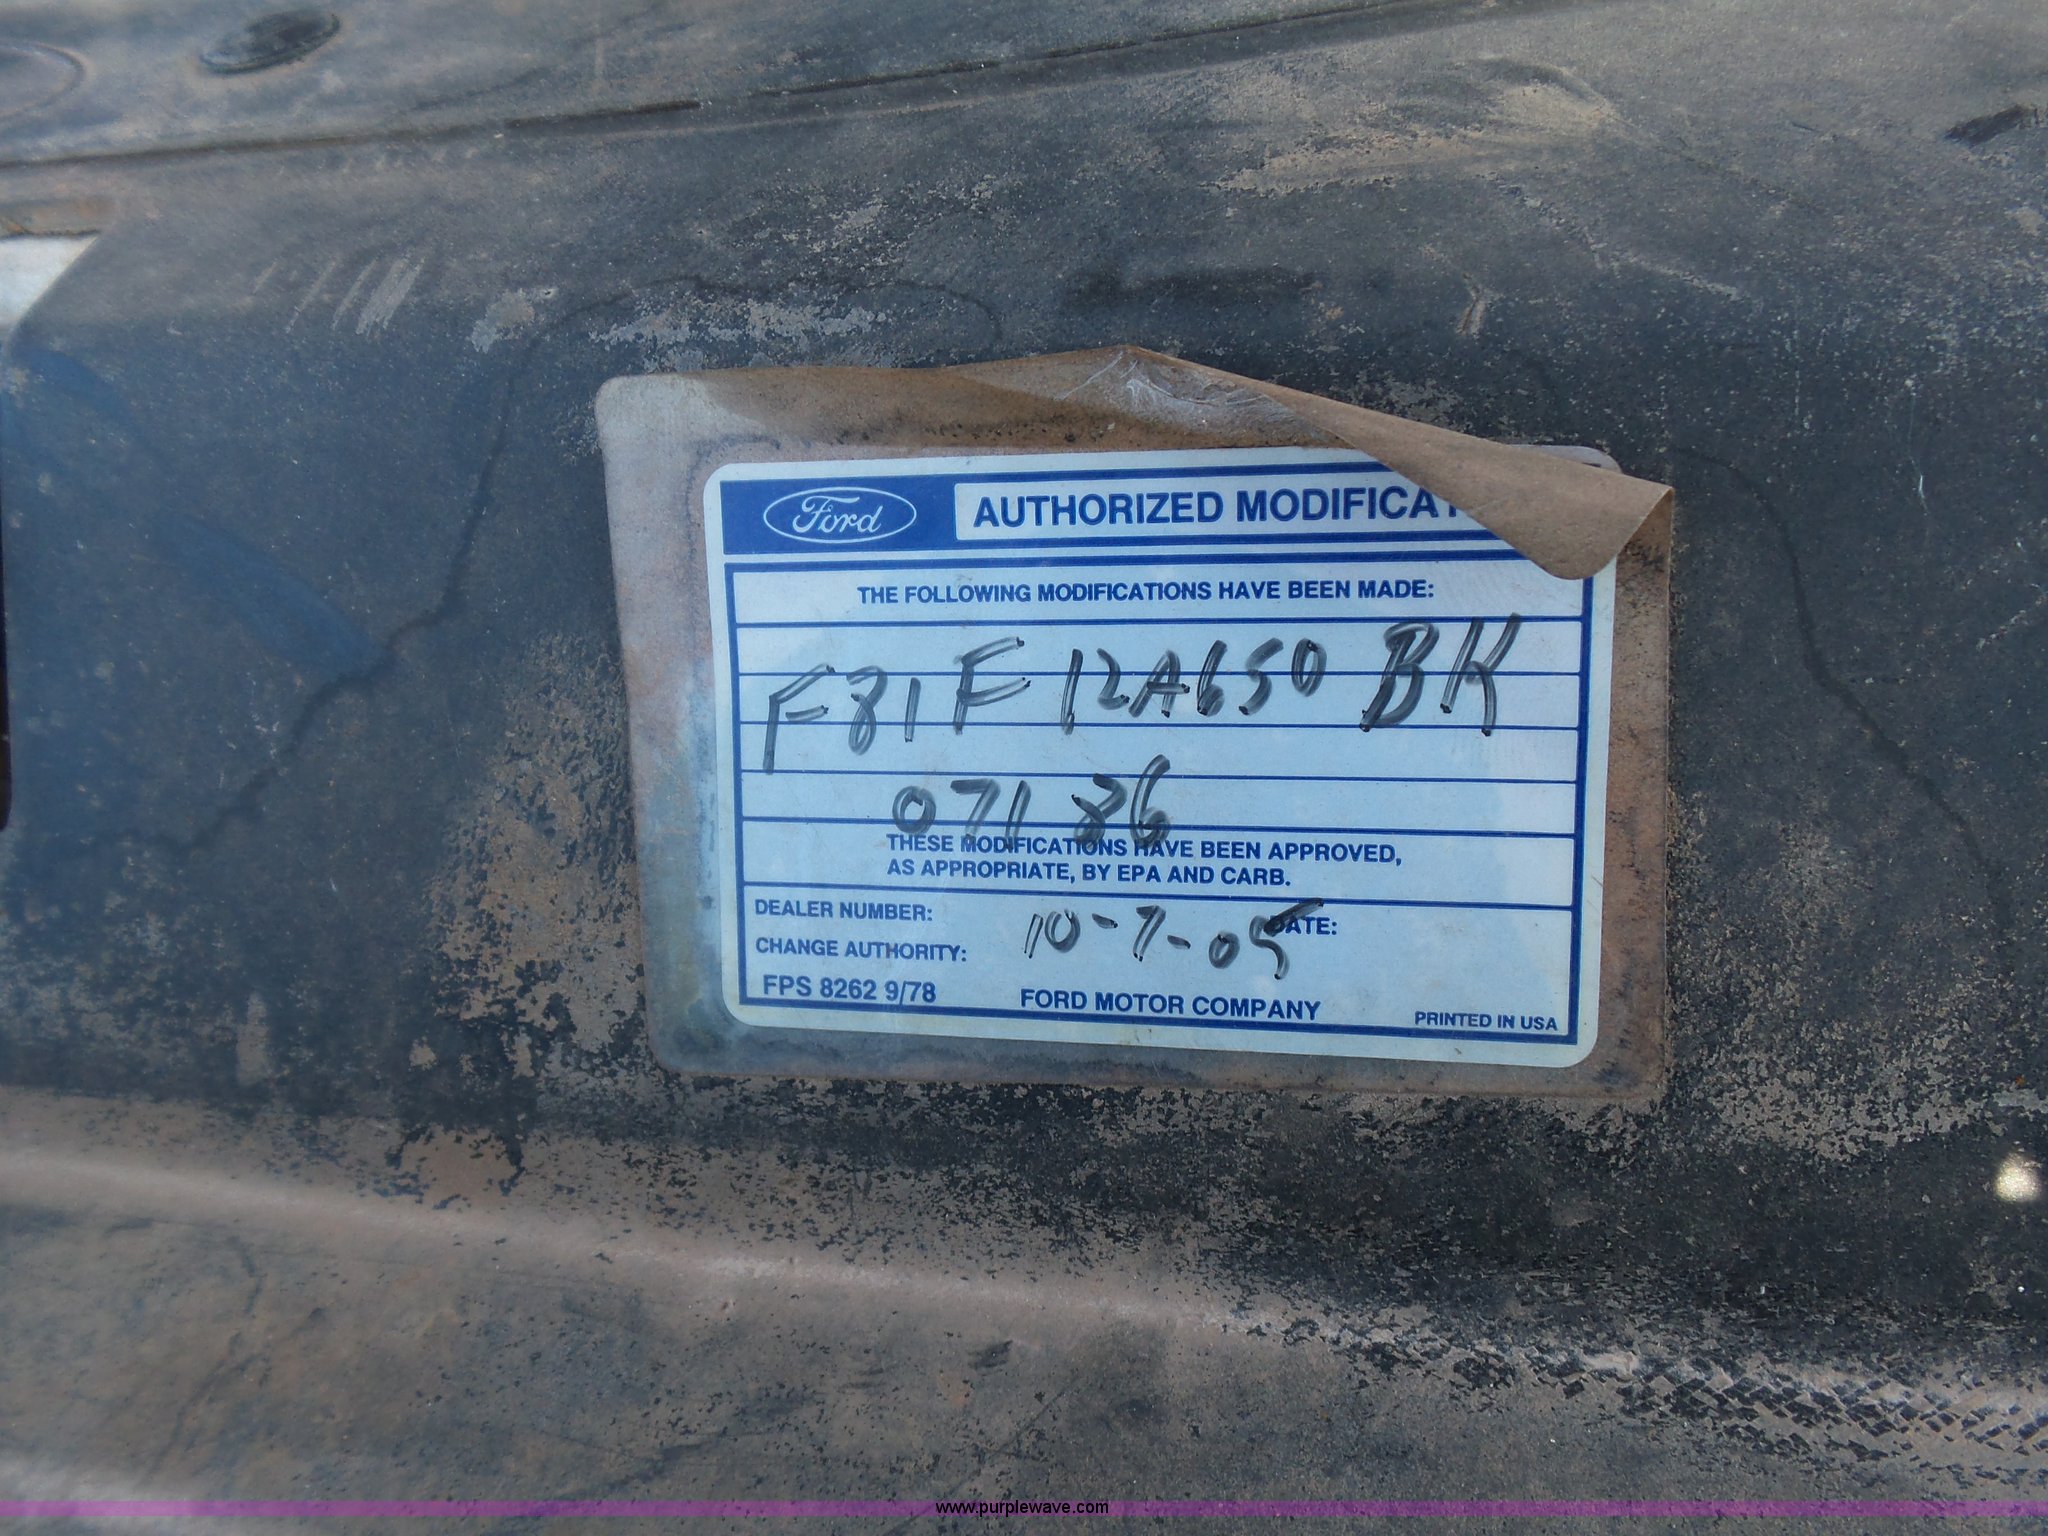 Ford AUTHORIZED MODIFICAT
THE FOLLOWING MODIFICATIONS HAVE BEEN MADE:
F81F 12A650 BK
07186
THESE MODIFICATIONS HAVE BEEN APPROVED,
AS APPROPRIATE, BY EPA AND CARB.
DEALER NUMBER: DATE:
10-7-05
CHANGE AUTHORITY:
FPS 8262 9/78 FORD MOTOR COMPANY PRINTED IN USA
www.purplewave.com